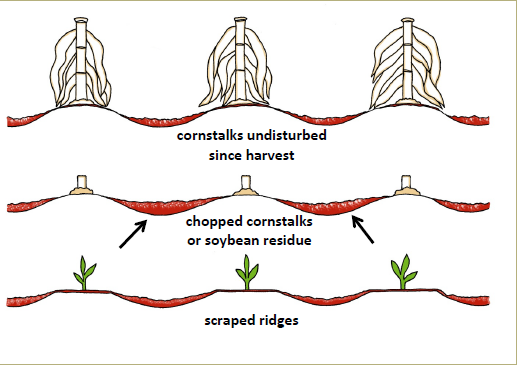 cornstalks undisturbed
since harvest
chopped cornstalks
or soybean residue
scraped ridges